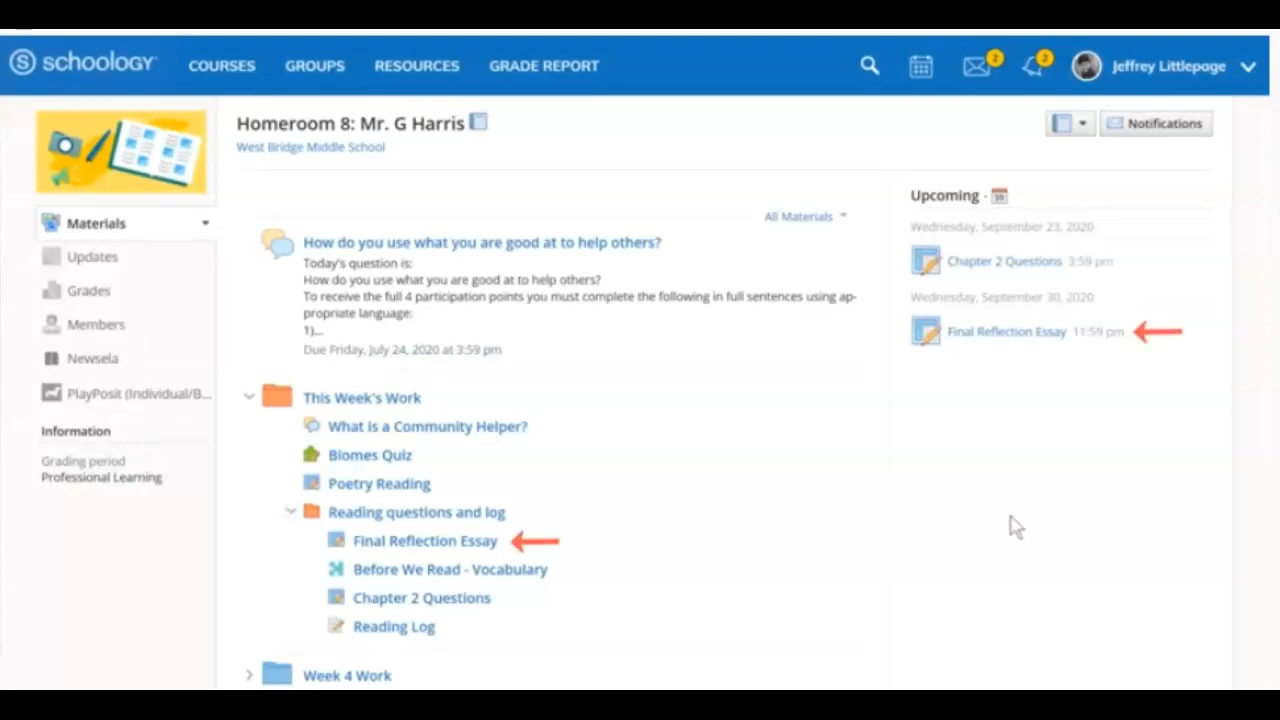 schoology
COURSES
GROUPS
RESOURCES
GRADE REPORT
2
2
Jeffrey Littlepage
Homeroom 8: Mr. G Harris
Notifications
West Bridge Middle School
Materials
Updates
Grades
Members
Newsela
PlayPosit (Individual/B...
Information
Grading period
Professional Learning
All Materials
How do you use what you are good at to help others?
Today's question is:
How do you use what you are good at to help others?
To receive the full 4 participation points you must complete the following in full sentences using ap-
propriate language:
1)...
Due Friday, July 24, 2020 at 3:59 pm
This Week's Work
What is a Community Helper?
Biomes Quiz
Poetry Reading
Reading questions and log
Final Reflection Essay
Before We Read - Vocabulary
Chapter 2 Questions
Reading Log
Week 4 Work
Upcoming ·
Wednesday, September 23, 2020
Chapter 2 Questions 3:59 pm
Wednesday, September 30, 2020
Final Reflection Essay 11:59 pm